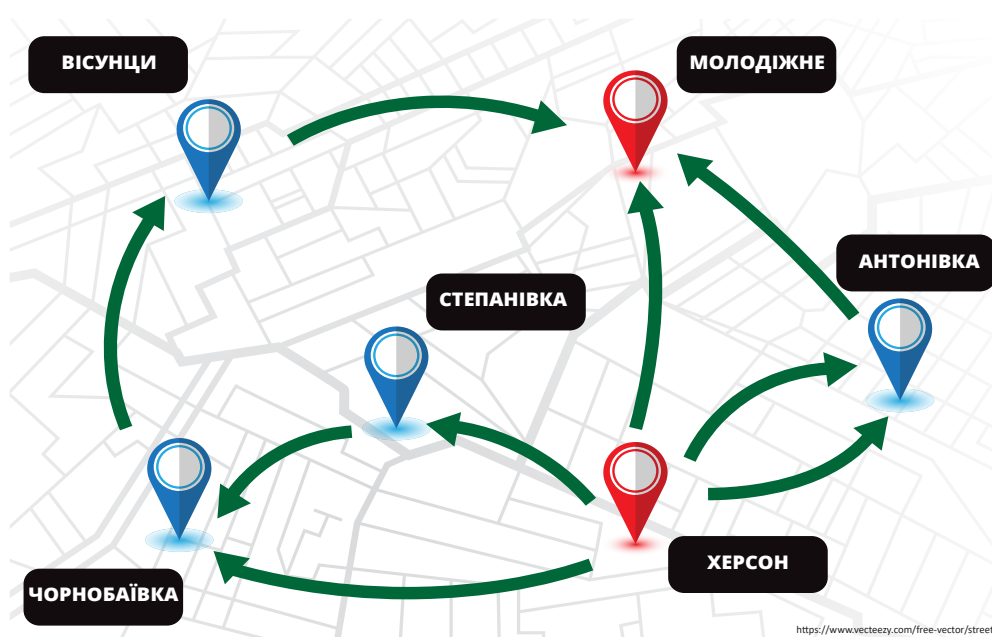 ВІСУНЦИ
МОЛОДІЖНЕ
АНТОНІВКА
СТЕПАНІВКА
ХЕРСОН
ЧОРНОБАЇВКА
https://www.vecteezy.com/free-vector/street